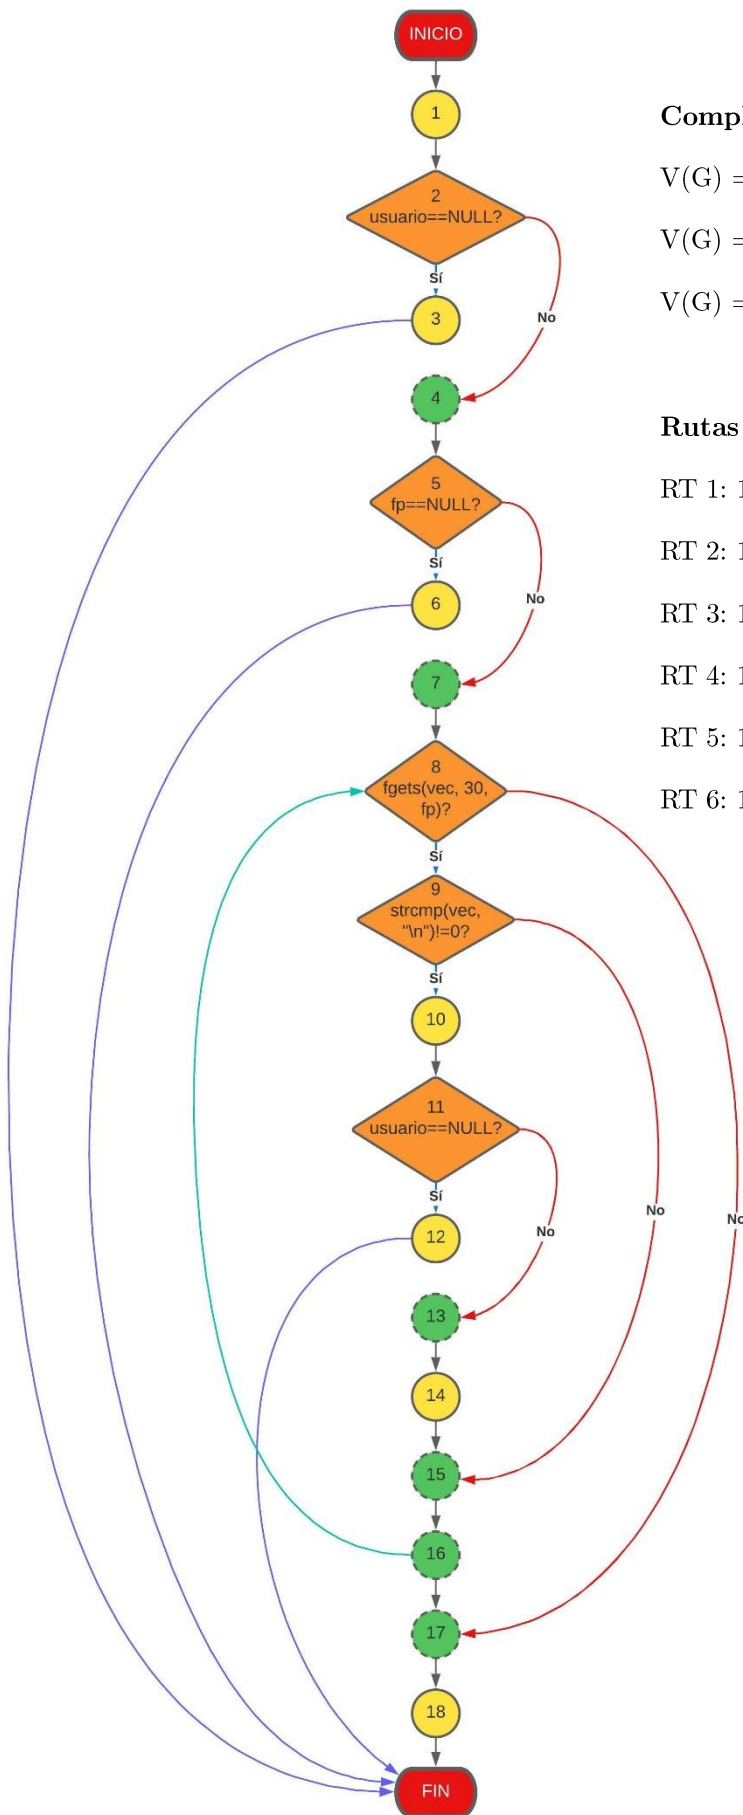 INICIO
1
2
usuario==NULL?
Sí
3
No
4
5
fp==NULL?
Sí
6
No
7
8
fgets(vec, 30,
fp)?
Sí
9
strcmp(vec,
"\n")!=0?
Sí
10
11
usuario==NULL?
Sí
12
No
No
No
13
14
15
16
17
18
FIN
V(G) =
V(G) =
V(G) =
Rutas
RT 1: 1
RT 2: 1
RT 3: 1
RT 4: 1
RT 5: 1
RT 6: 1